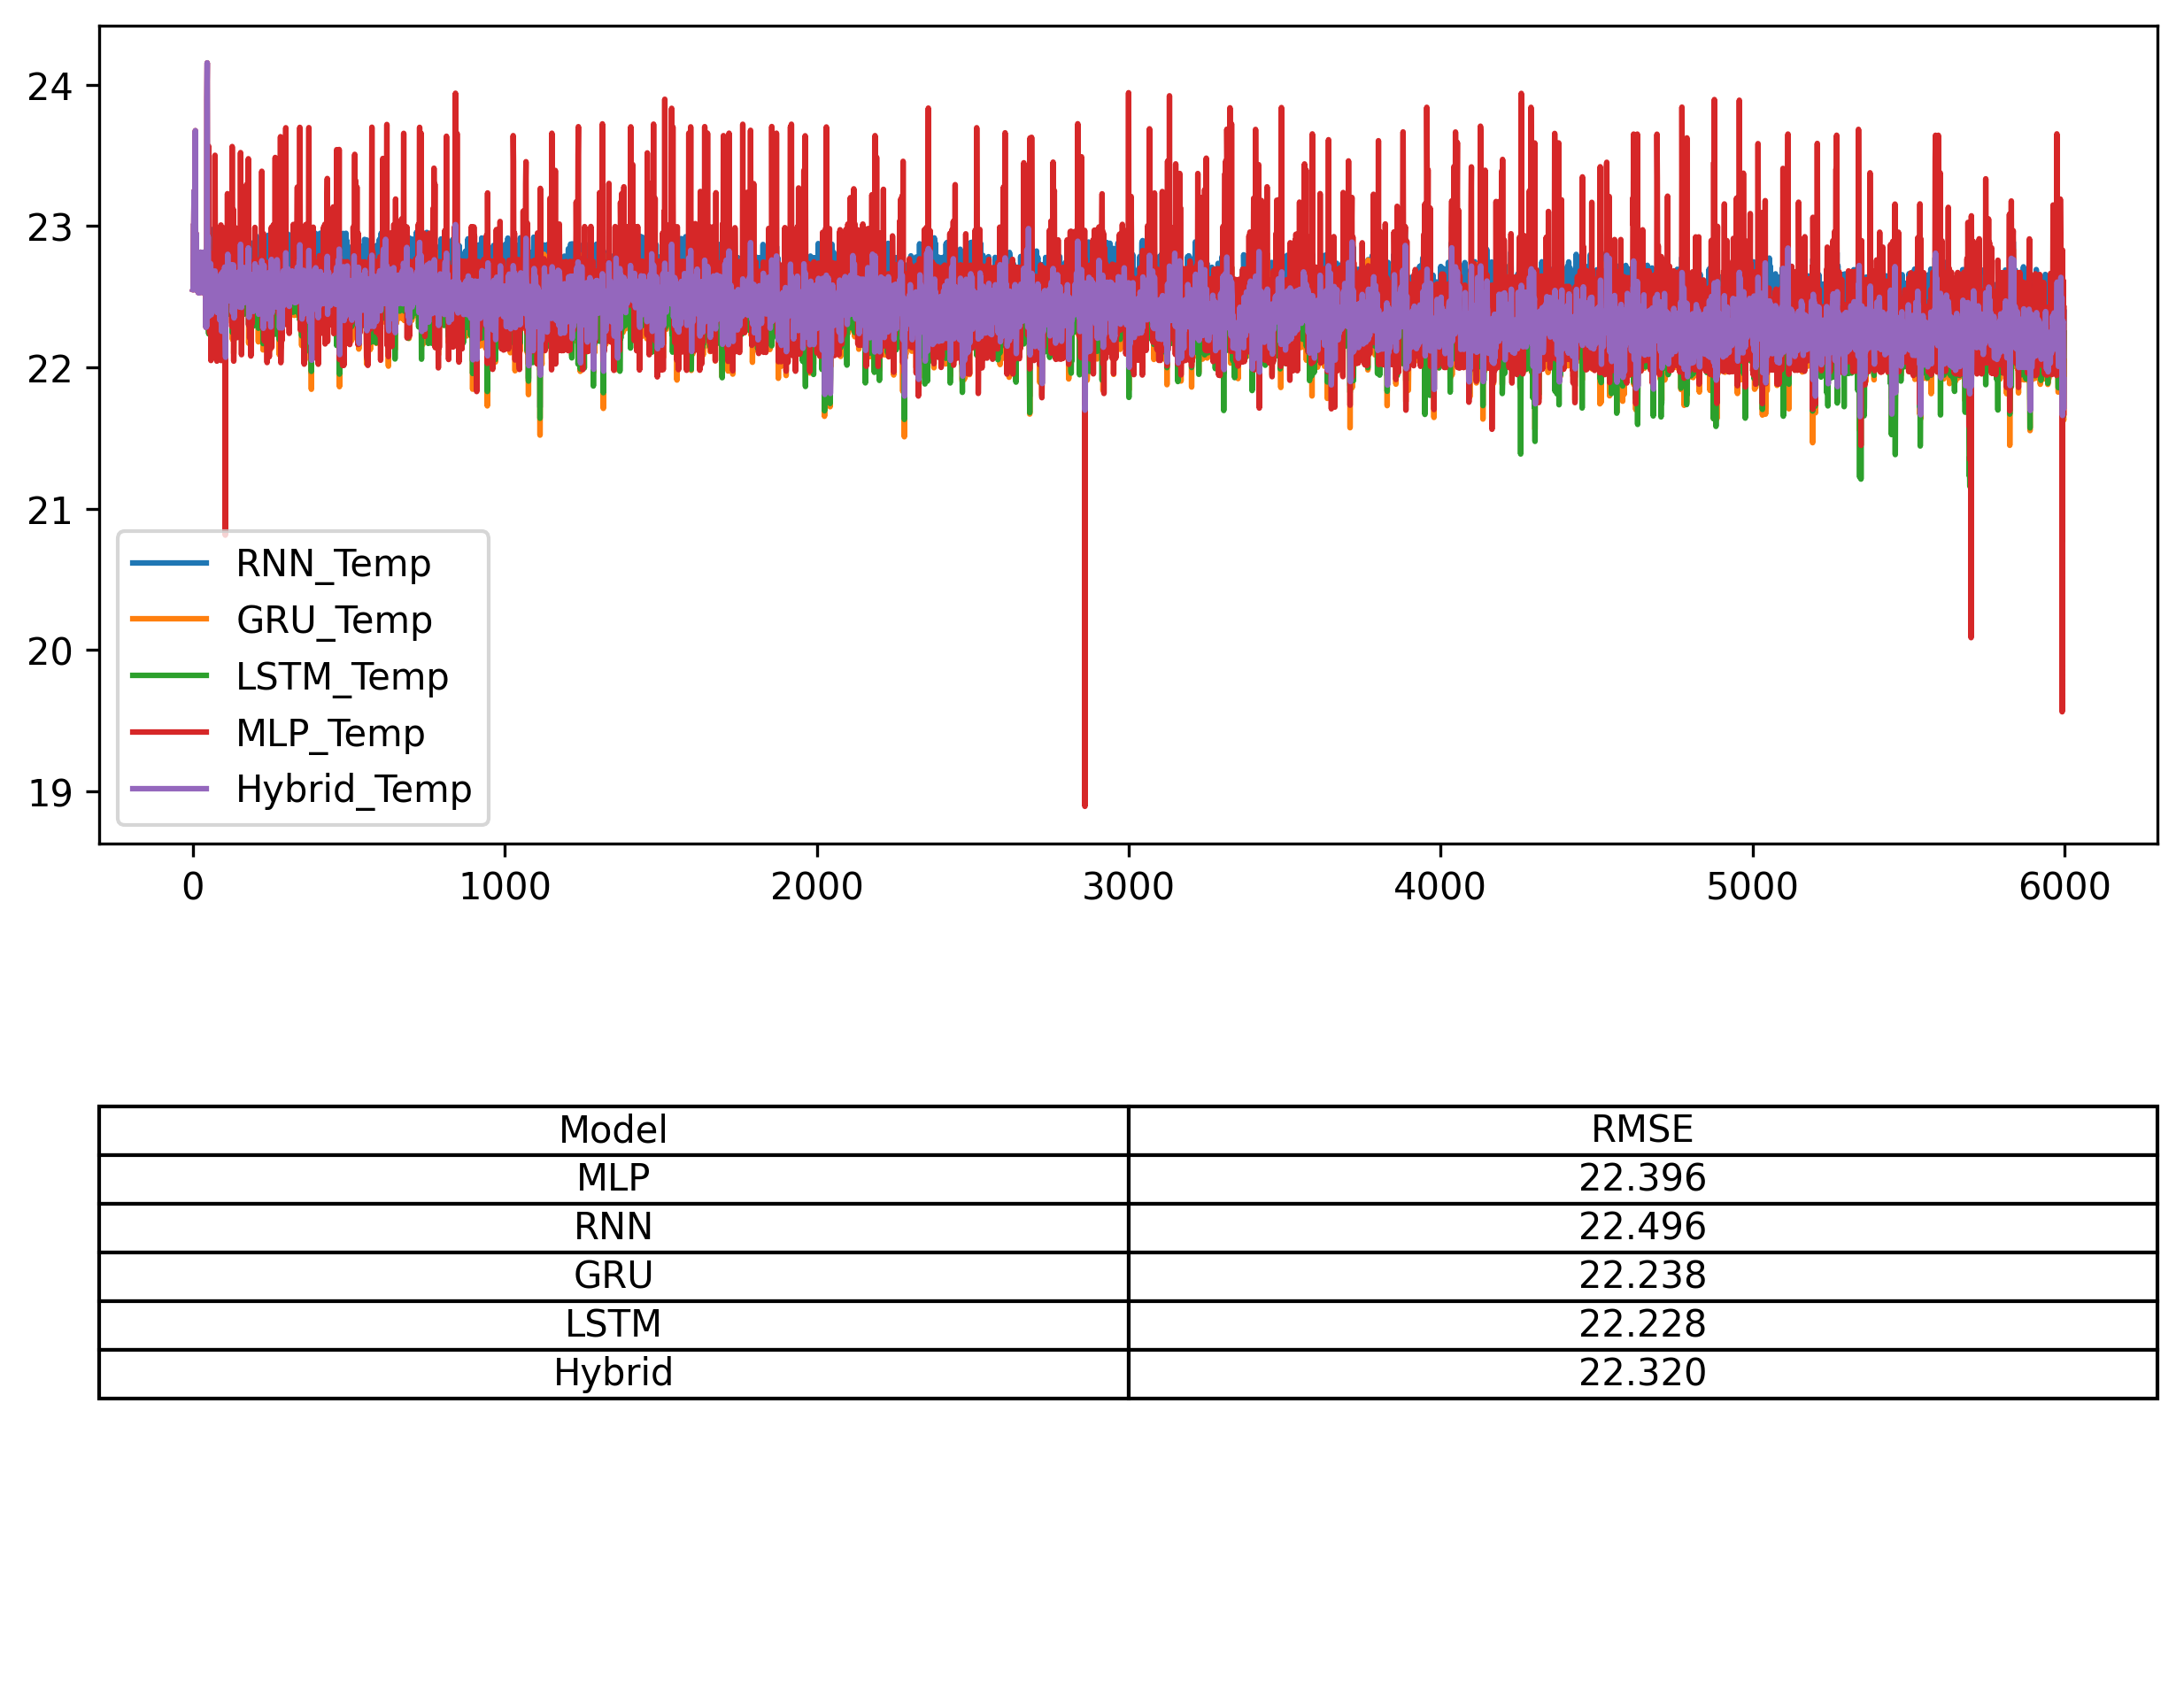 24
23
22
21
20
19
RNN_Temp
GRU_Temp
LSTM_Temp
MLP_Temp
Hybrid_Temp
0 1000 2000 3000 4000 5000 6000
Model RMSE
MLP 22.396
RNN 22.496
GRU 22.238
LSTM 22.228
Hybrid 22.320